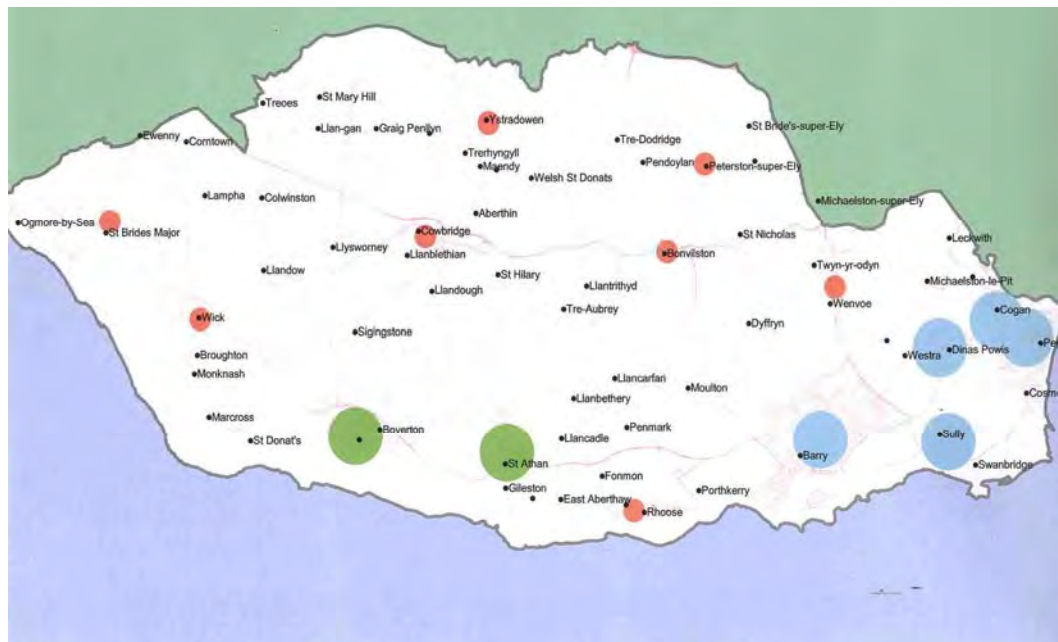 St Mary Hill
Treoes
Ystradowen
Llan-gan
Graig Penllyn
St Bride's-super-Ely
Ewenny
Corntown
Tre-Dodridge
Trerhyngyll
Pendoylan
Peterston-super-Ely
Maendy
Welsh St Donats
Lampha
Colwinston
Michaelston-super-Ely
Aberthin
Ogmore-by-Sea
St Brides Major
Cowbridge
St Nicholas
Leckwith
Llysworney
Llanblethian
Bonvilston
Twyn-yr-odyn
Llandow
St Hilary
Michaelston-le-Pit
Llandough
Llantrithyd
Wenvoe
Tre-Aubrey
Cogan
Wick
Dyffryn
Sigingstone
Pe
Dinas Powis
Broughton
Westra
Monknash
Llancarfan
Moulton
Cosme
Llanbethery
Marcross
Boverton
Penmark
St Donat's
Llancadle
Sully
Barry
St Athan
Swanbridge
Fonmon
Gileston
Porthkerry
East Aberthaw
Rhoose